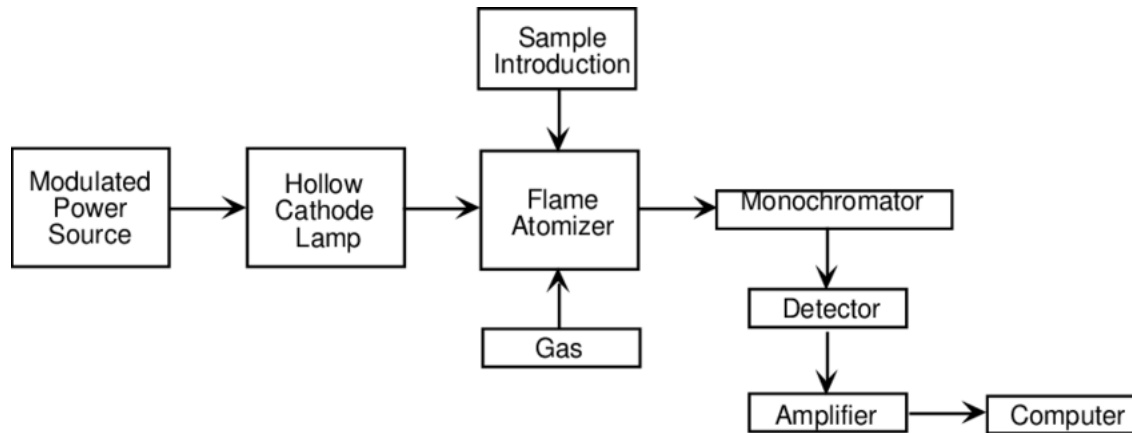 Sample
Introduction
Modulated
Power
Source
Hollow
Cathode
Lamp
Flame
Atomizer
Monochromator
Gas
Detector
Amplifier
Computer